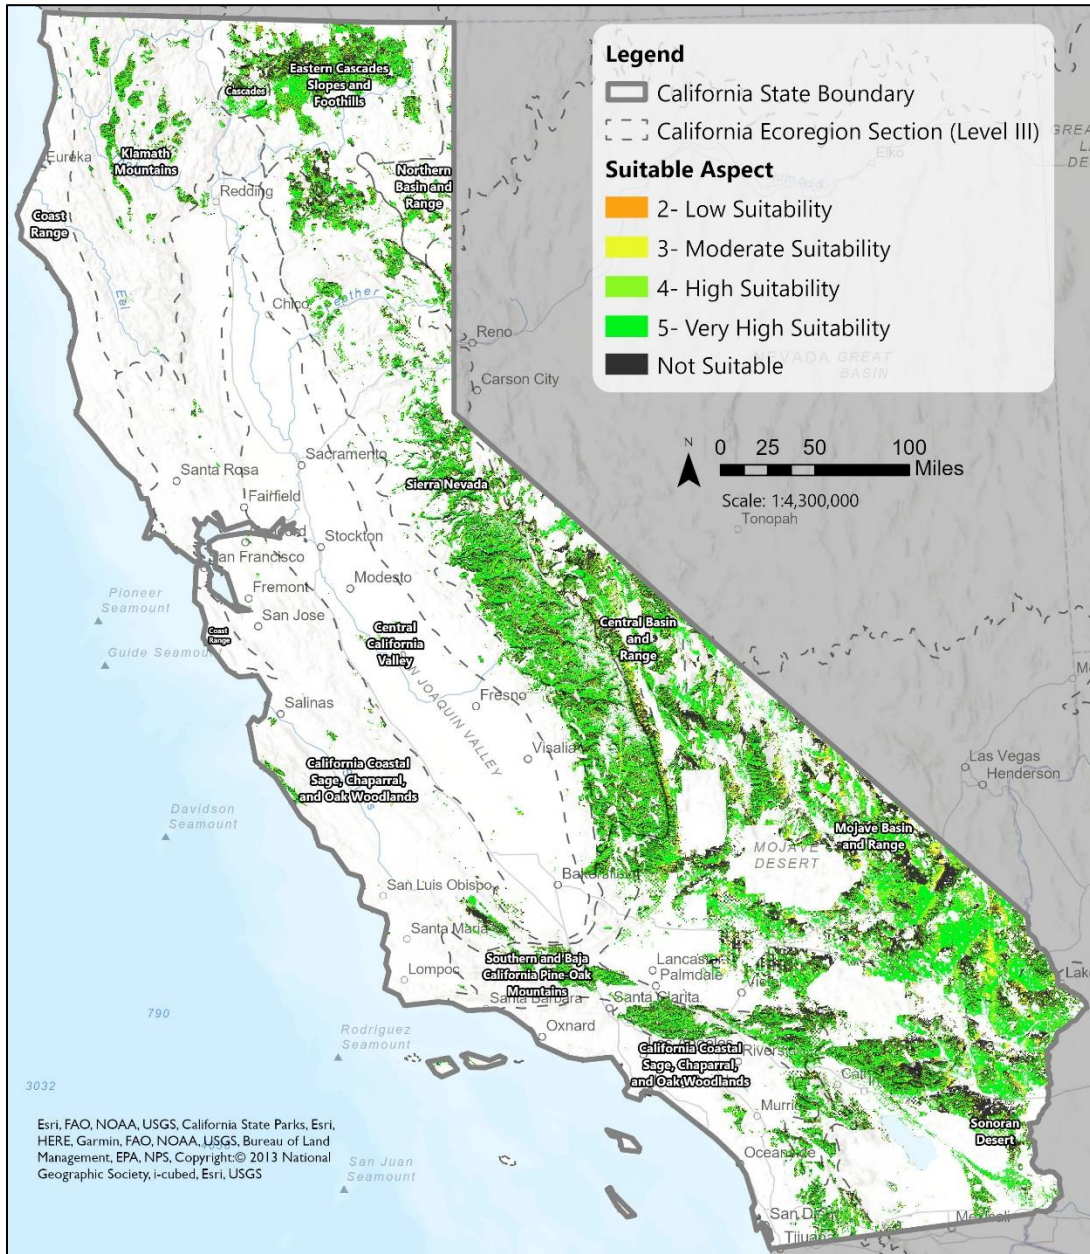 Legend
California State Boundary
California Ecoregion Section (Level III)
Suitable Aspect
2- Low Suitability
3- Moderate Suitability
4- High Suitability
5- Very High Suitability
Not Suitable
N
0 25 50 100
Miles
Scale: 1:4,300,000
Eastern Cascades
Slopes and
Foothills
Cascades
Klamath
Mountains
Eureka
Redding
Northern
Basin and
Range
Coast
Range
Eel
Chico
Reno
Carson City
NEVADA
GREAT
BASIN
Elko
Tonopah
Sacramento
Santa Rosa
Fairfield
Sierra Nevada
Stockton
San Francisco
Fremont
Modesto
San Jose
Pioneer
Seamount
Guide Seamount
Coast
Range
Central
California
Valley
SAN JOAQUIN VALLEY
Central Basin
and
Range
Salinas
Fresno
Visalia
Las Vegas
Henderson
California Coastal
Sage, Chaparral,
and Oak Woodlands
Davidson
Seamount
MOJAVE
DESERT
Mojave Basin
and Range
San Luis Obispo
Santa Maria
Lompoc
Southern and Baja
California Pine-Oak
Mountains
Santa Barbara
Santa Clarita
Palmdale
Oxnard
790
Rodriguez
Seamount
3032
California Coastal
Sage, Chaparral,
and Oak Woodlands
Oceanside
Sonoran
Desert
San Juan
Seamount
Esri, FAO, NOAA, USGS, California State Parks, Esri,
HERE, Garmin, FAO, NOAA, USGS, Bureau of Land
Management, EPA, NPS, Copyright:© 2013 National
Geographic Society, i-cubed, Esri, USGS